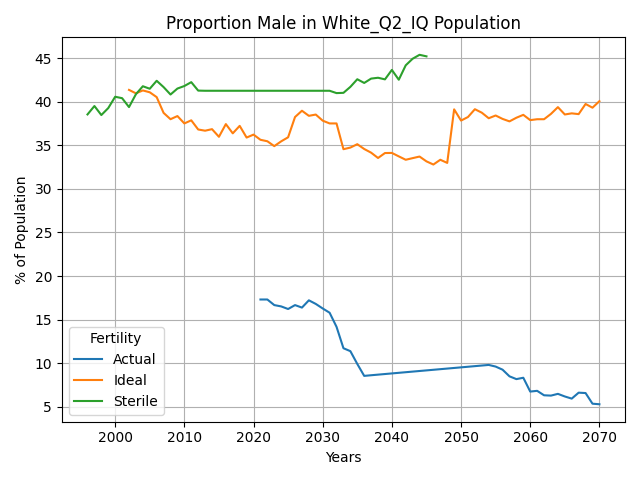 Proportion Male in White_Q2_IQ Population
% of Population
45
40
35
30
25
20
15
10
5
Fertility
Actual
Ideal
Sterile
2000 2010 2020 2030 2040 2050 2060 2070
Years